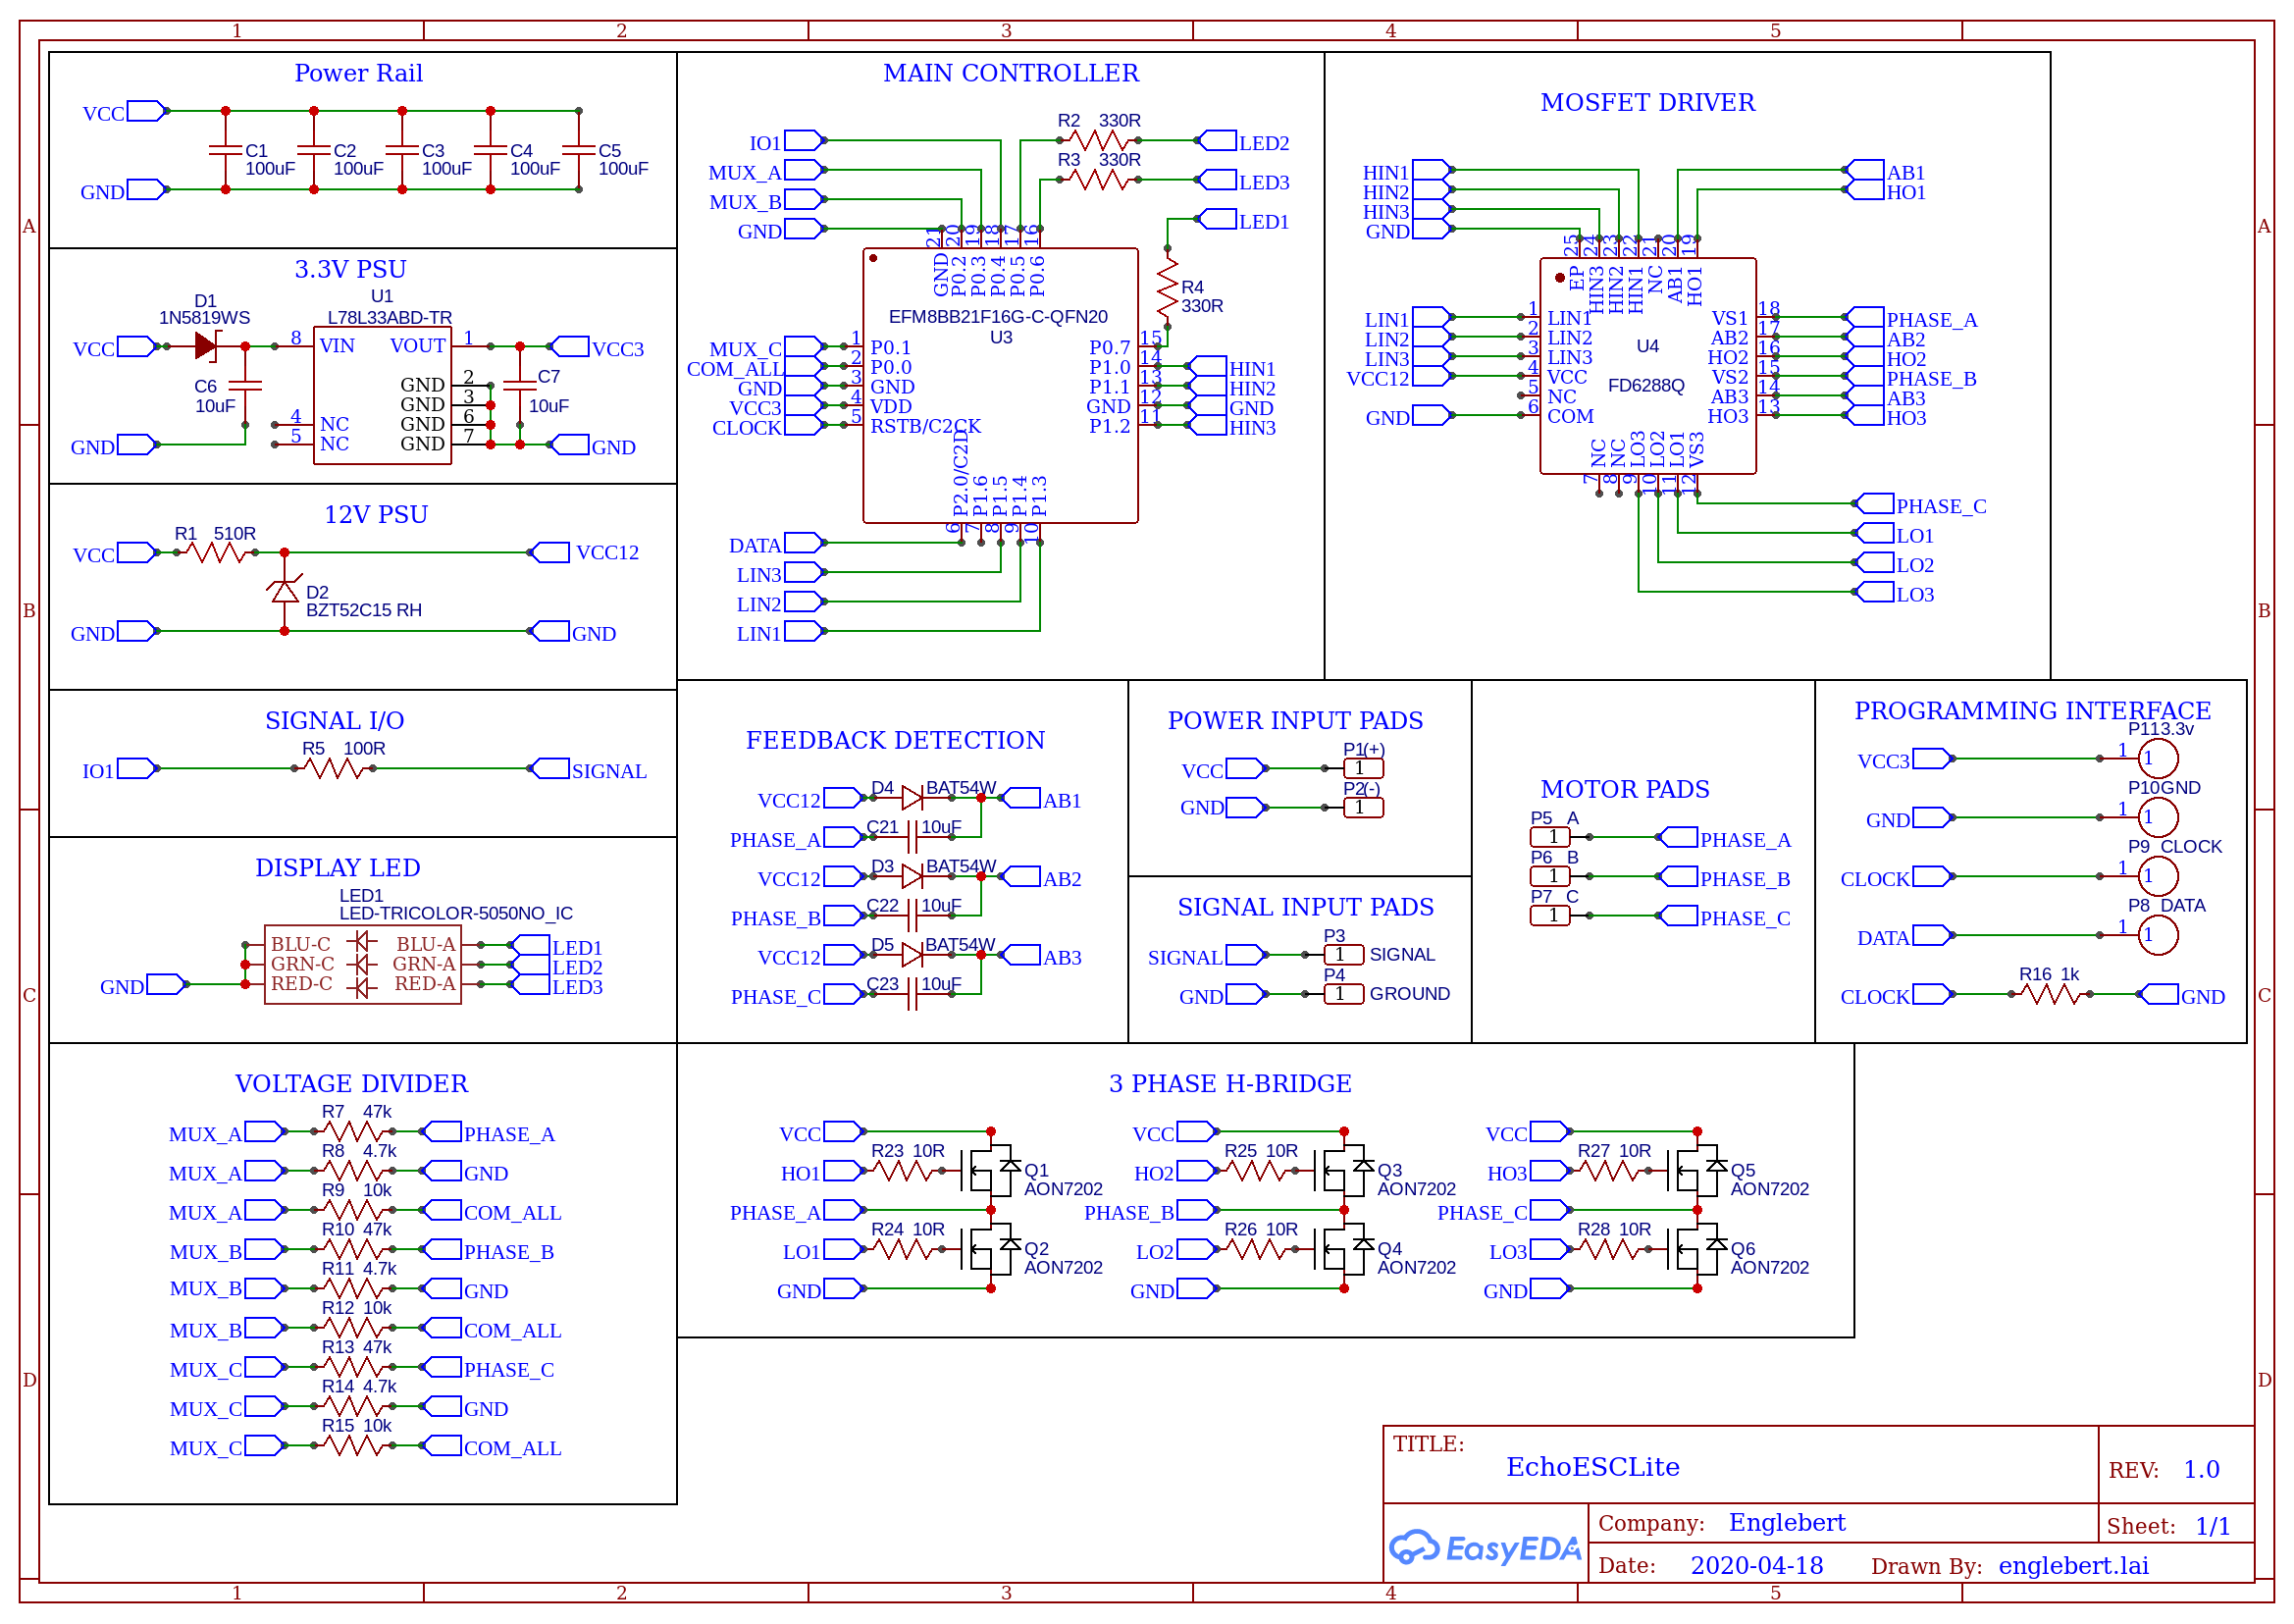 1 2 3 4 5
A
B
C
D
A
B
C
D
1 2 3 4 5
Power Rail
VCC
GND
C1
100uF
C2
100uF
C3
100uF
C4
100uF
C5
100uF
3.3V PSU
D1
1N5819WS
U1
L78L33ABD-TR
VCC
8 VIN
VOUT 1
VCC3
C6
10uF
GND 2
GND 3
GND 6
GND 7
C7
10uF
4 NC
5 NC
GND
GND
12V PSU
R1 510R
VCC
VCC12
D2
BZT52C15 RH
GND
GND
SIGNAL I/O
R5 100R
IO1
SIGNAL
DISPLAY LED
LED1
LED-TRICOLOR-5050NO_IC
BLU-C BLU-A LED1
GRN-C GRN-A LED2
GND RED-C RED-A LED3
VOLTAGE DIVIDER
R7 47k
MUX_A PHASE_A
R8 4.7k
MUX_A GND
R9 10k
MUX_A COM_ALL
R10 47k
MUX_B PHASE_B
R11 4.7k
MUX_B GND
R12 10k
MUX_B COM_ALL
R13 47k
MUX_C PHASE_C
R14 4.7k
MUX_C GND
R15 10k
MUX_C COM_ALL
MAIN CONTROLLER
R2 330R
IO1
LED2
R3 330R
MUX_A
LED3
MUX_B
LED1
GND
21 20 19 18 17 16
GND P0.2 P0.3 P0.4 P0.5 P0.6
R4
330R
EFM8BB21F16G-C-QFN20
U3
MUX_C 1 P0.1
COM_ALL 2 P0.0
GND 3 GND
VCC3 4 VDD
CLOCK 5 RSTB/C2CK
P0.7 15
P1.0 14 HIN1
P1.1 13 HIN2
GND 12 GND
P1.2 11 HIN3
P2.0/C2D P1.6 P1.5 P1.4 P1.3
6 7 8 9 10
DATA
LIN3
LIN2
LIN1
MOSFET DRIVER
HIN1
HIN2
HIN3
GND
AB1
HO1
25 24 23 22 21 20 19
EP HIN3 HIN2 HIN1 NC AB1 HO1
U4
FD6288Q
LIN1 1 LIN1
LIN2 2 LIN2
LIN3 3 LIN3
VCC12 4 VCC
5 NC
GND 6 COM
VS1 18 PHASE_A
AB2 17 AB2
HO2 16 HO2
VS2 15 PHASE_B
AB3 14 AB3
HO3 13 HO3
NC NC LO3 LO2 LO1 VS3
7 8 9 10 11 12
PHASE_C
LO1
LO2
LO3
FEEDBACK DETECTION
D4 BAT54W
VCC12 AB1
C21 10uF
PHASE_A
D3 BAT54W
VCC12 AB2
C22 10uF
PHASE_B
D5 BAT54W
VCC12 AB3
C23 10uF
PHASE_C
POWER INPUT PADS
P1(+)
VCC 1
P2(-)
GND 1
SIGNAL INPUT PADS
P3
SIGNAL 1 SIGNAL
P4
GND 1 GROUND
MOTOR PADS
P5 A
1 PHASE_A
P6 B
1 PHASE_B
P7 C
1 PHASE_C
PROGRAMMING INTERFACE
P113.3v
VCC3 1 1
P10GND
GND 1 1
P9 CLOCK
CLOCK 1 1
P8 DATA
DATA 1 1
R16 1k
CLOCK GND
3 PHASE H-BRIDGE
VCC
R23 10R
HO1
Q1
AON7202
PHASE_A
R24 10R
LO1
Q2
AON7202
GND
VCC
R25 10R
HO2
Q3
AON7202
PHASE_B
R26 10R
LO2
Q4
AON7202
GND
VCC
R27 10R
HO3
Q5
AON7202
PHASE_C
R28 10R
LO3
Q6
AON7202
GND
TITLE:
EchoESCLite
REV: 1.0
EasyEDA
Company: Englebert
Sheet: 1/1
Date: 2020-04-18
Drawn By: englebert.lai